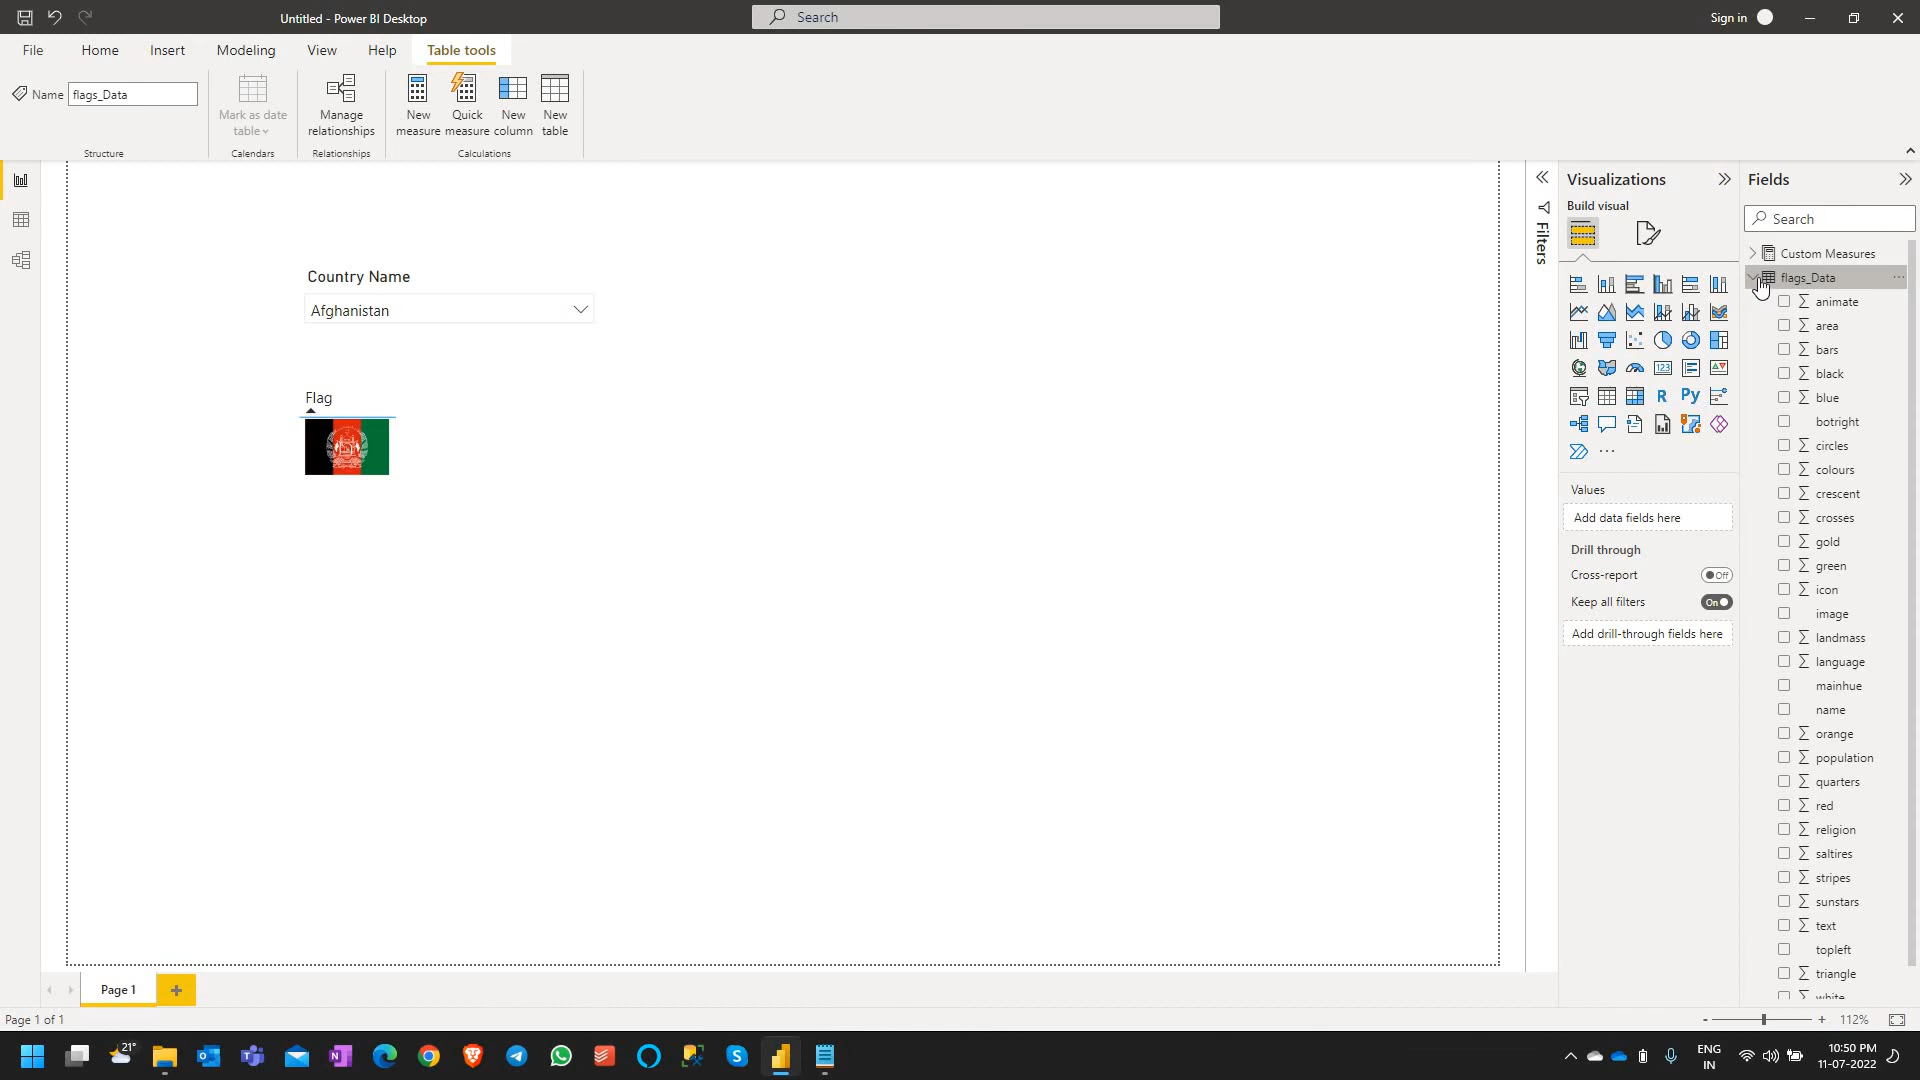 Untitled - Power BI Desktop
Search
Sign in
File
Home
Insert
Modeling
View
Help
Table tools
Name
flags_Data
Mark as date
table
Manage
relationships
New
measure
Quick
measure
New
column
New
table
Structure
Calendars
Relationships
Calculations
Country Name
Afghanistan
Flag
Filters
Visualizations
Build visual
123
R
Py
Values
Add data fields here
Drill through
Cross-report
Off
Keep all filters
On
Add drill-through fields here
Fields
Search
Custom Measures
flags_Data
animate
area
bars
black
blue
botright
circles
colours
crescent
crosses
gold
green
icon
image
landmass
language
mainhue
name
orange
population
quarters
red
religion
saltires
stripes
sunstars
text
topleft
triangle
white
Page 1
Page 1 of 1
- + 112%
21°
ENG
IN
10:50 PM
11-07-2022